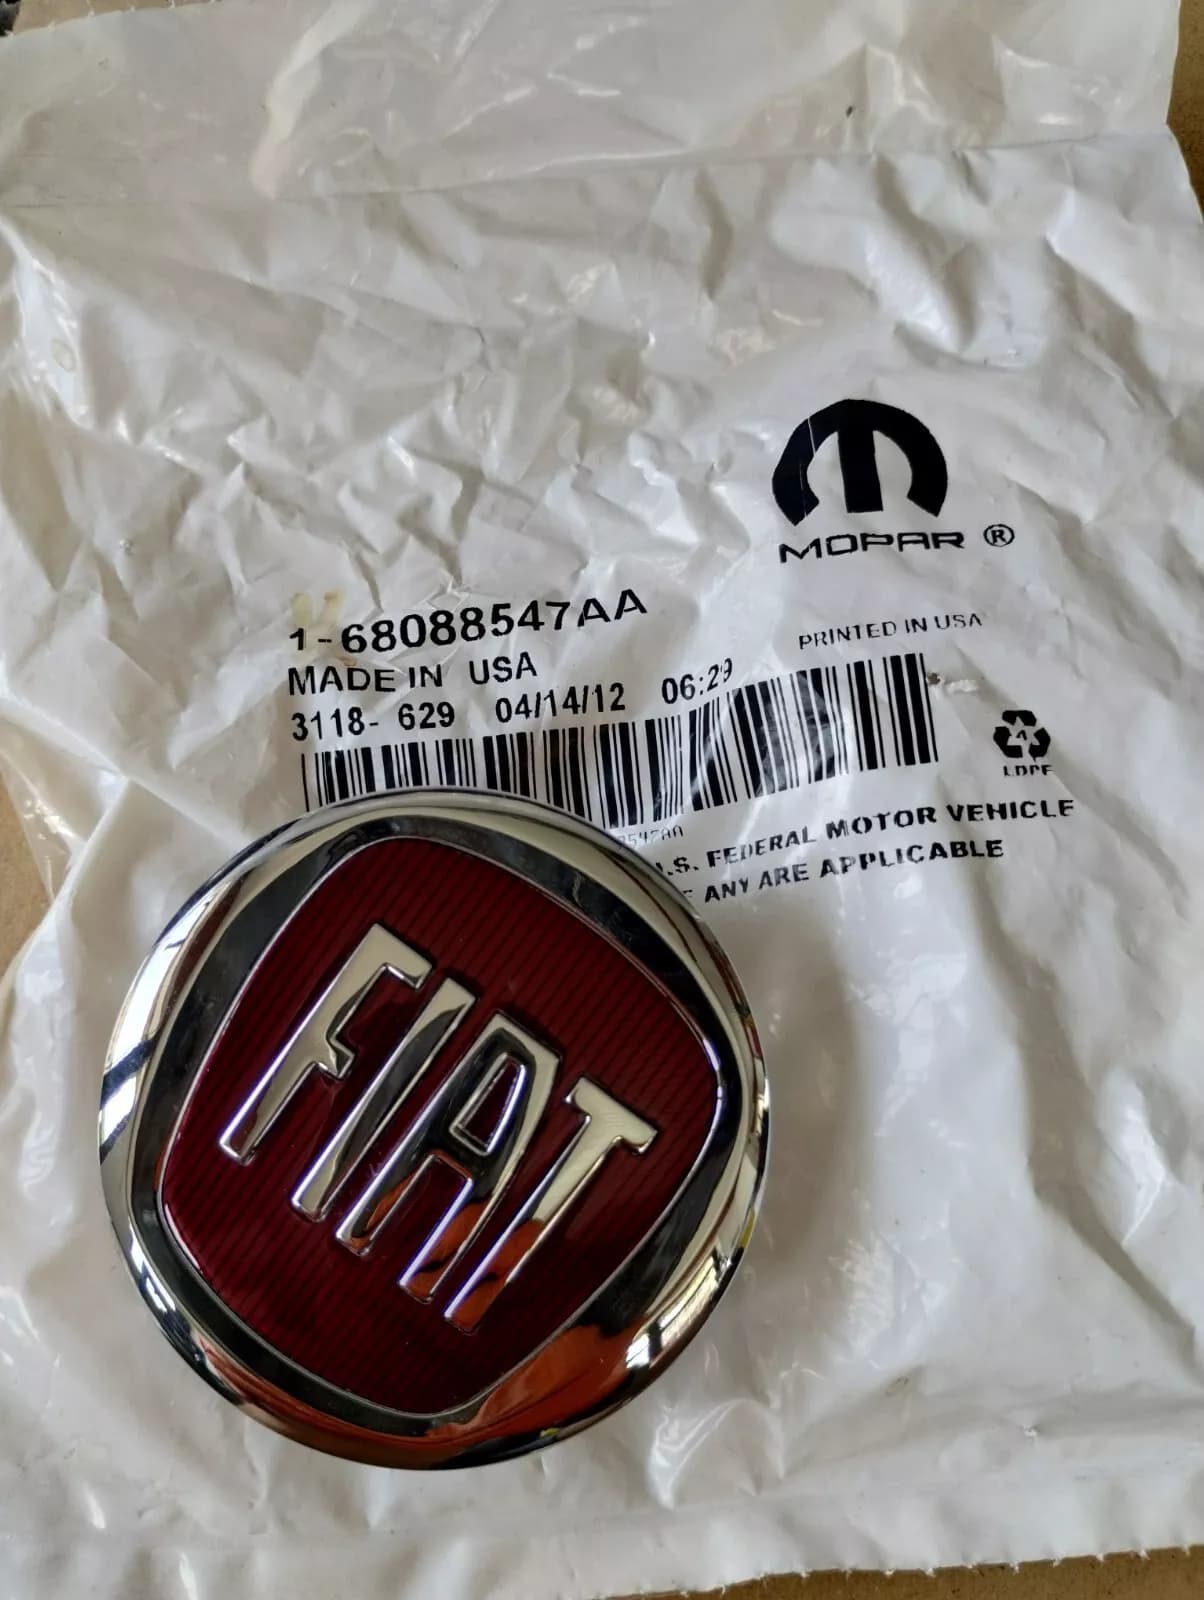 MOPAR ®
1-68088547AA
PRINTED IN USA
MADE IN USA
3118- 629 04/14/12 06:29
LDPE
8547AA
.S. FEDERAL MOTOR VEHICLE
ANY ARE APPLICABLE
FIAT